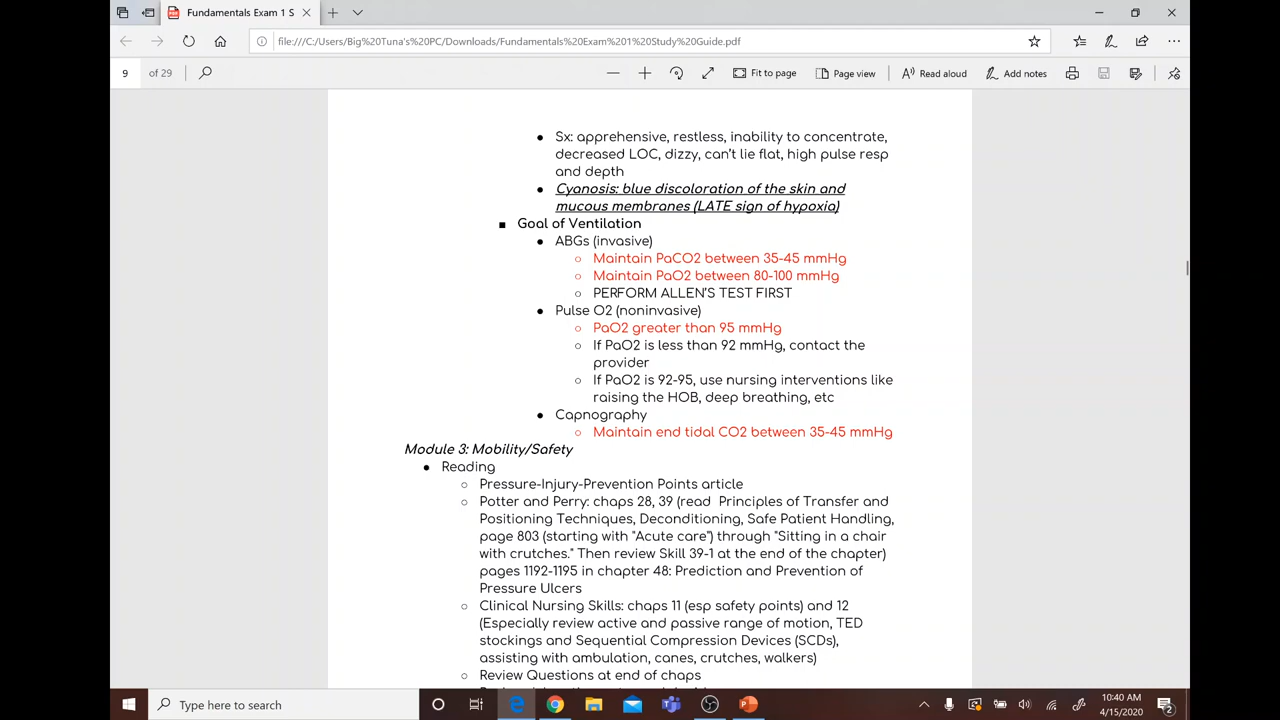 Fundamentals Exam 1 S
file:///C:/Users/Big%20Tuna's%20PC/Downloads/Fundamentals%20Exam%201%20Study%20Guide.pdf
9 of 29 Fit to page Page view Read aloud Add notes
Sx: apprehensive, restless, inability to concentrate,
decreased LOC, dizzy, can't lie flat, high pulse resp
and depth
Cyanosis: blue discoloration of the skin and
mucous membranes (LATE sign of hypoxia)
Goal of Ventilation
ABGs (invasive)
Maintain PaCO2 between 35-45 mmHg
Maintain PaO2 between 80-100 mmHg
PERFORM ALLEN'S TEST FIRST
Pulse O2 (noninvasive)
PaO2 greater than 95 mmHg
If PaO2 is less than 92 mmHg, contact the
provider
If PaO2 is 92-95, use nursing interventions like
raising the HOB, deep breathing, etc
Capnography
Maintain end tidal CO2 between 35-45 mmHg
Module 3: Mobility/Safety
Reading
Pressure-Injury-Prevention Points article
Potter and Perry: chaps 28, 39 (read Principles of Transfer and
Positioning Techniques, Deconditioning, Safe Patient Handling,
page 803 (starting with "Acute care") through "Sitting in a chair
with crutches." Then review Skill 39-1 at the end of the chapter)
pages 1192-1195 in chapter 48: Prediction and Prevention of
Pressure Ulcers
Clinical Nursing Skills: chaps 11 (esp safety points) and 12
(Especially review active and passive range of motion, TED
stockings and Sequential Compression Devices (SCDs),
assisting with ambulation, canes, crutches, walkers)
Review Questions at end of chaps
Type here to search
10:40 AM
4/15/2020
2